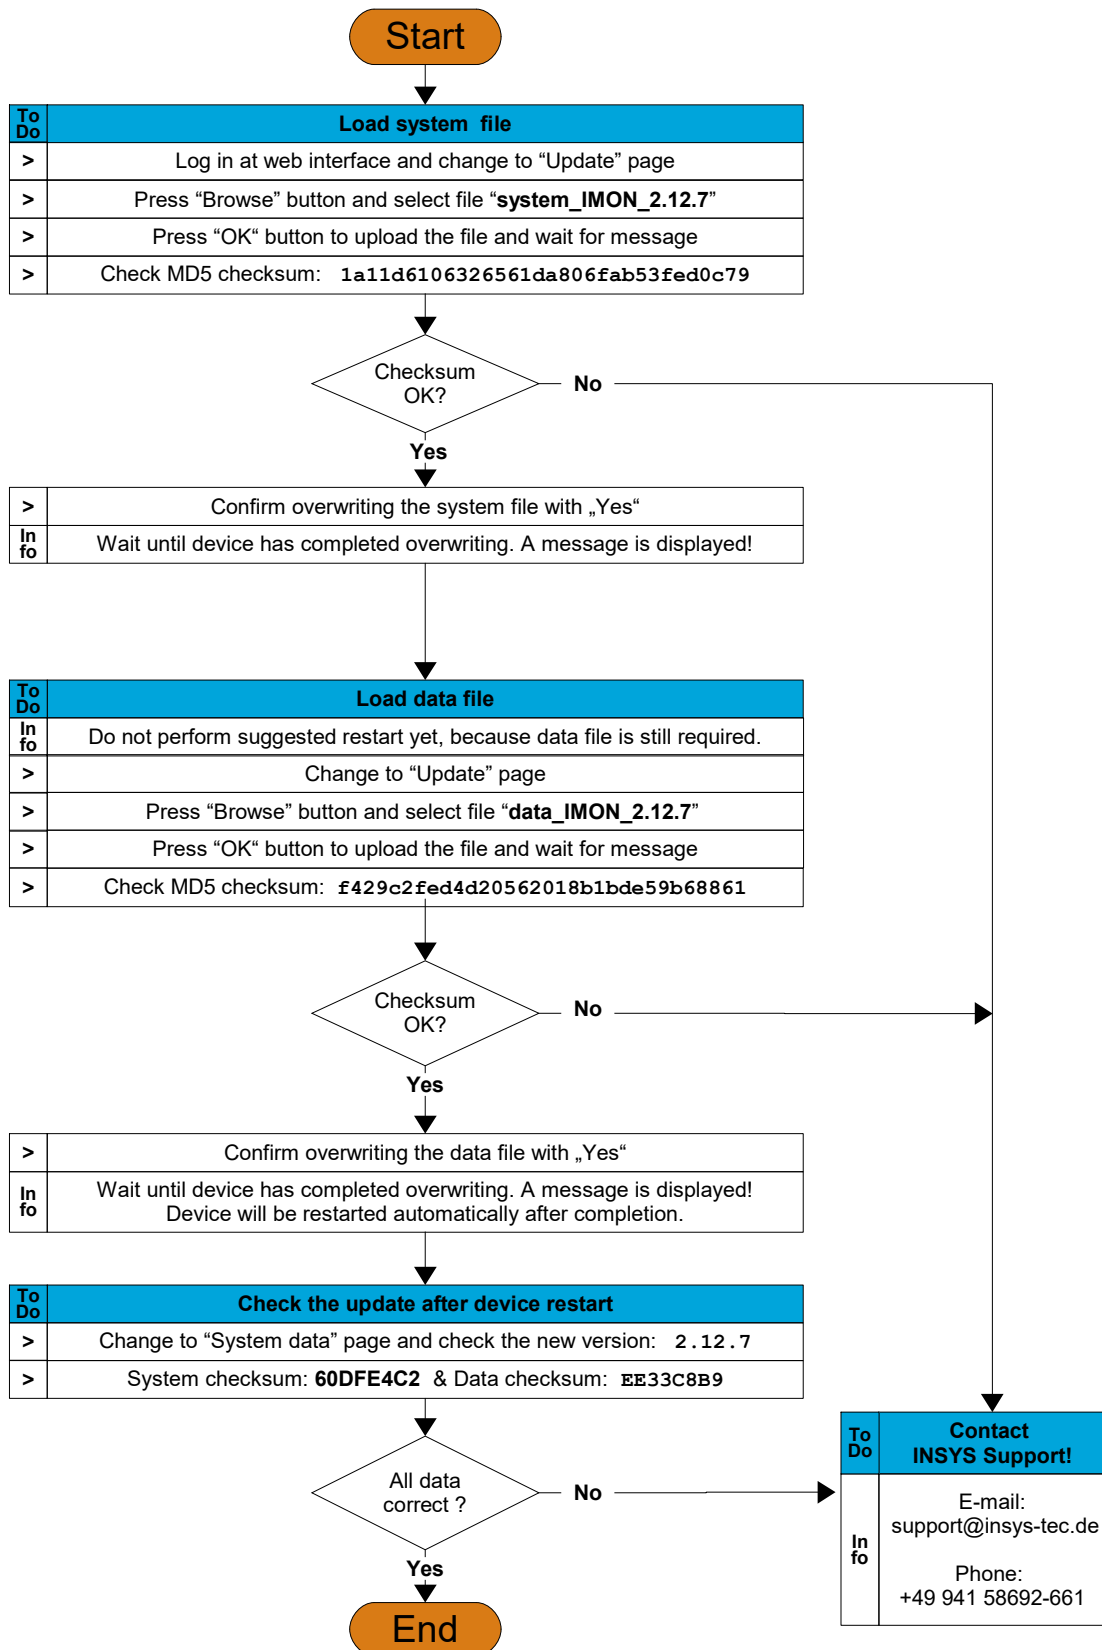 Start
To
Do
Load system  file
> Log in at web interface and change to “Update” page
> Press “Browse” button and select file “system_IMON_2.12.7”
> Press “OK“ button to upload the file and wait for message
> Check MD5 checksum: 1a11d6106326561da806fab53fed0c79
Checksum
OK?
No
Yes
> Confirm overwriting the system file with „Yes“
In
fo
Wait until device has completed overwriting. A message is displayed!
To
Do
Load data file
In
fo
Do not perform suggested restart yet, because data file is still required.
> Change to “Update” page
> Press “Browse” button and select file “data_IMON_2.12.7”
> Press “OK“ button to upload the file and wait for message
> Check MD5 checksum: f429c2fed4d20562018b1bde59b68861
Checksum
OK?
No
Yes
> Confirm overwriting the data file with „Yes“
In
fo
Wait until device has completed overwriting. A message is displayed!
Device will be restarted automatically after completion.
To
Do
Check the update after device restart
> Change to “System data” page and check the new version: 2.12.7
> System checksum: 60DFE4C2 & Data checksum: EE33C8B9
All data
correct ?
No
Yes
End
To
Do
Contact
INSYS Support!
In
fo
E-mail:
support@insys-tec.de
Phone:
+49 941 58692-661